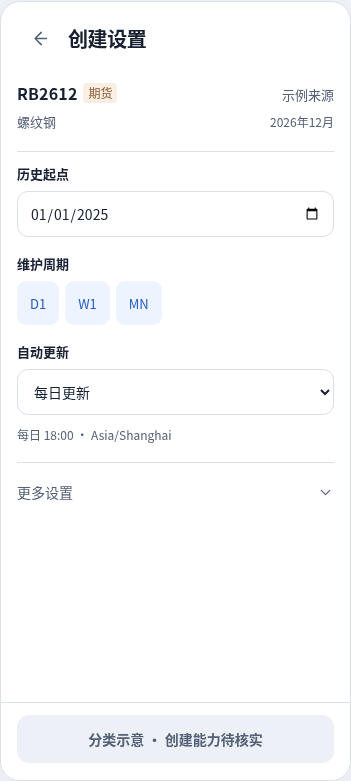 创建设置
RB2612 期货 示例来源
螺纹钢 2026年12月
历史起点
01/01/2025
维护周期
D1 W1 MN
自动更新
每日更新
每日 18:00 · Asia/Shanghai
更多设置
分类示意 · 创建能力待核实